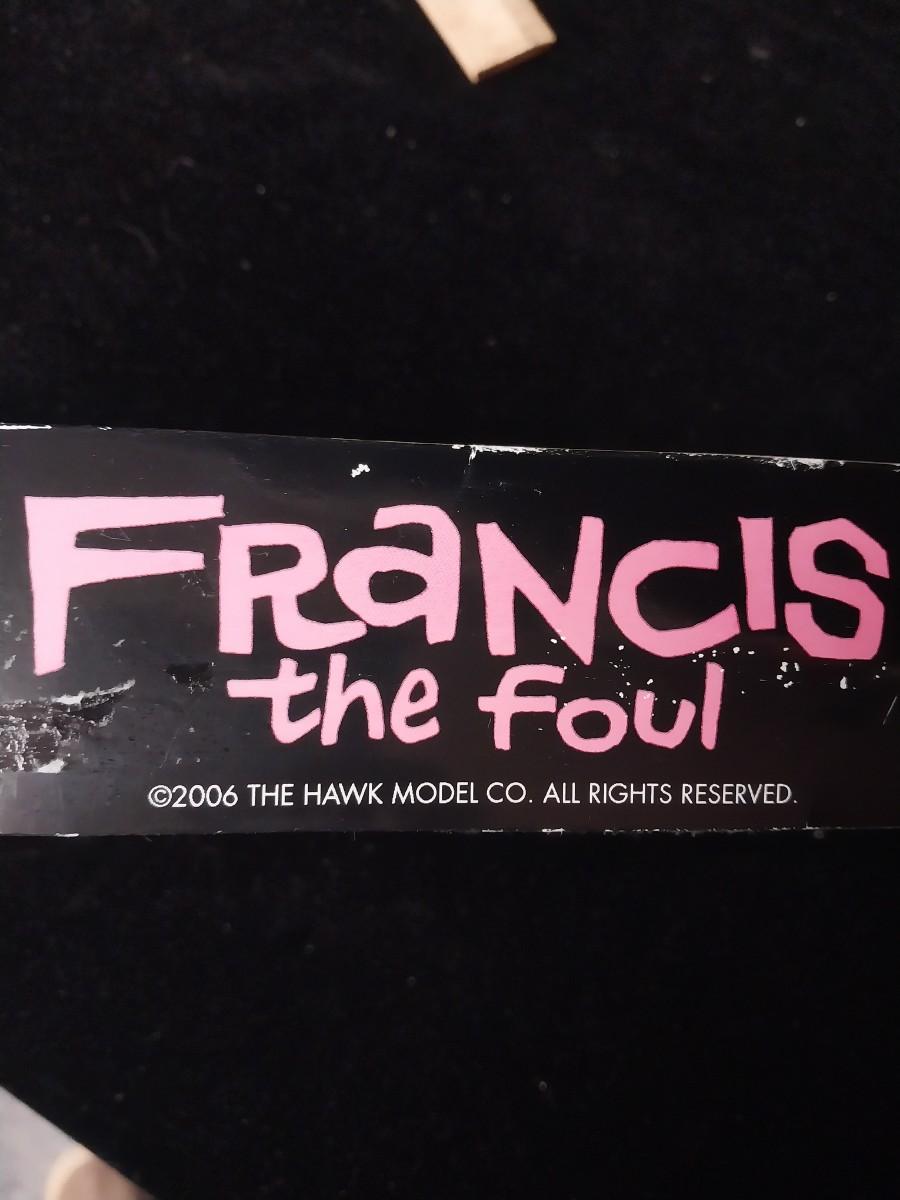 Francis
the foul
©2006 THE HAWK MODEL CO. ALL RIGHTS RESERVED.